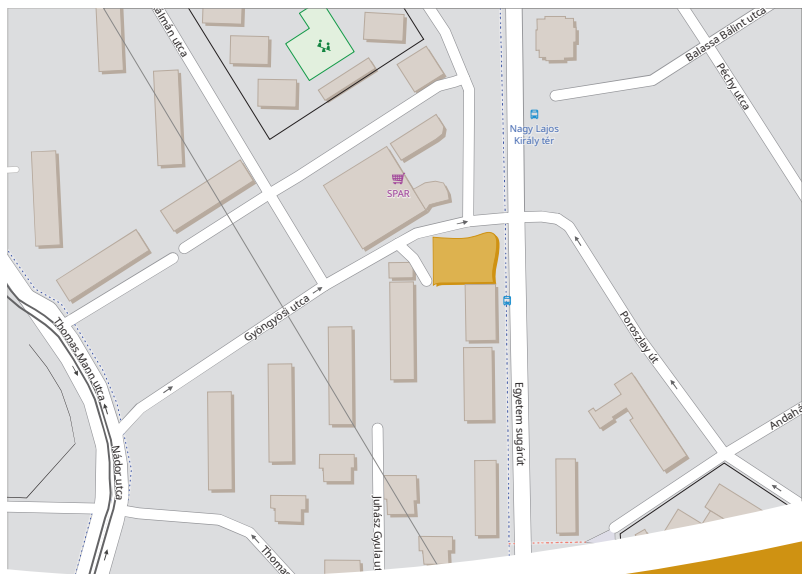 Balassa Bálint utca
Péchy utca
Nagy Lajos
Király tér
SPAR
Gyöngyösi utca
Thomas Mann utca
Poroszlay út
Egyetem sugárút
Nádor utca
Juhász Gyula u
Thomas